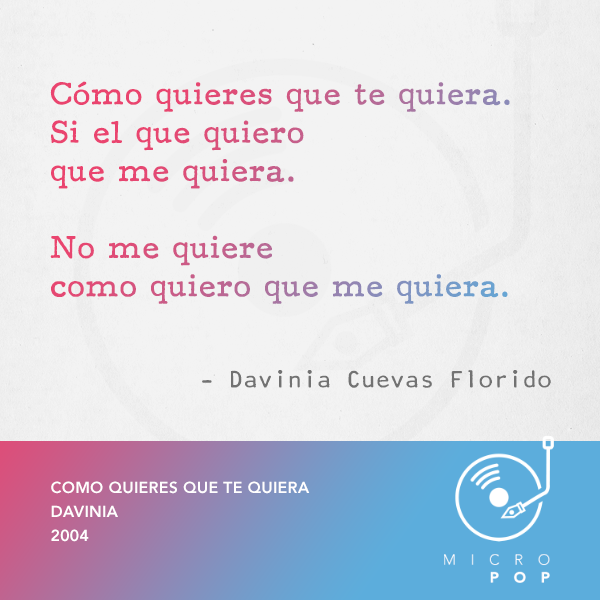 Cómo quieres que te quiera.
Si el que quiero
que me quiera.
No me quiere
como quiero que me quiera.
- Davinia Cuevas Florido
COMO QUIERES QUE TE QUIERA
DAVINIA
2004
MICRO
POP